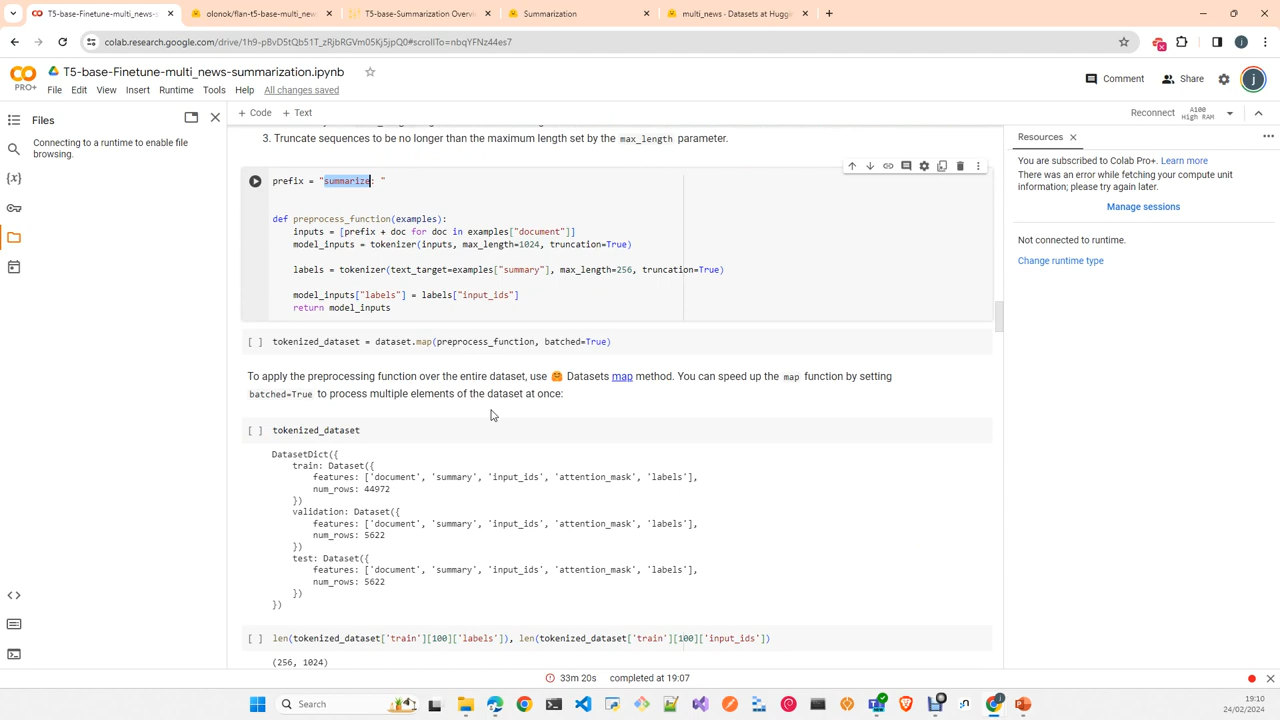 T5-base-Finetune-multi_news-s
olonok/flan-t5-base-multi_new
T5-base-Summarization Overvi
Summarization
multi_news · Datasets at Huggi
colab.research.google.com/drive/1h9-pBvD5tQb51T_zRjbRGVm05Kj5jpQ0#scrollTo=nbqYFNz44es7
CO
PRO+
T5-base-Finetune-multi_news-summarization.ipynb
File Edit View Insert Runtime Tools Help All changes saved
Comment
Share
j
Files
Connecting to a runtime to enable file
browsing.
+ Code + Text
Reconnect
A100
High RAM
3. Truncate sequences to be no longer than the maximum length set by the max_length parameter.
prefix = "summarize: "
def preprocess_function(examples):
inputs = [prefix + doc for doc in examples["document"]]
model_inputs = tokenizer(inputs, max_length=1024, truncation=True)
labels = tokenizer(text_target=examples["summary"], max_length=256, truncation=True)
model_inputs["labels"] = labels["input_ids"]
return model_inputs
[ ] tokenized_dataset = dataset.map(preprocess_function, batched=True)
To apply the preprocessing function over the entire dataset, use 🤗 Datasets map method. You can speed up the map function by setting
batched=True to process multiple elements of the dataset at once:
[ ] tokenized_dataset
DatasetDict({
train: Dataset({
features: ['document', 'summary', 'input_ids', 'attention_mask', 'labels'],
num_rows: 44972
})
validation: Dataset({
features: ['document', 'summary', 'input_ids', 'attention_mask', 'labels'],
num_rows: 5622
})
test: Dataset({
features: ['document', 'summary', 'input_ids', 'attention_mask', 'labels'],
num_rows: 5622
})
})
[ ] len(tokenized_dataset['train'][100]['labels']), len(tokenized_dataset['train'][100]['input_ids'])
(256, 1024)
Resources
You are subscribed to Colab Pro+. Learn more
There was an error while fetching your compute unit
information; please try again later.
Manage sessions
Not connected to runtime.
Change runtime type
33m 20s completed at 19:07
Search
19:10
24/02/2024